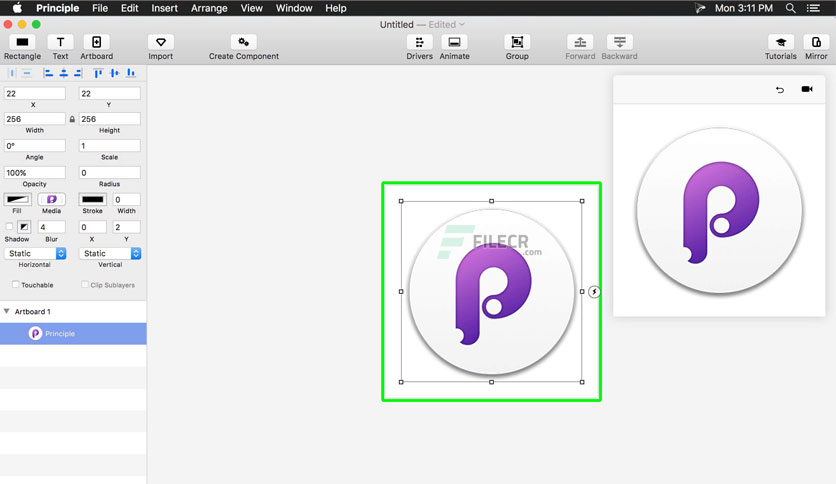 Principle File Edit Insert Arrange View Window Help Mon 3:11 PM
Untitled — Edited
Rectangle Text Artboard Import Create Component Drivers Animate Group Forward Backward Tutorials Mirror
22 22
X Y
256 256
Width Height
0° 1
Angle Scale
100% 0
Opacity Radius
0
Fill Media Stroke Width
4 0 2
Shadow Blur X Y
Static Static
Horizontal Vertical
Touchable Clip Sublayers
Artboard 1
Principle
FILECR
.com